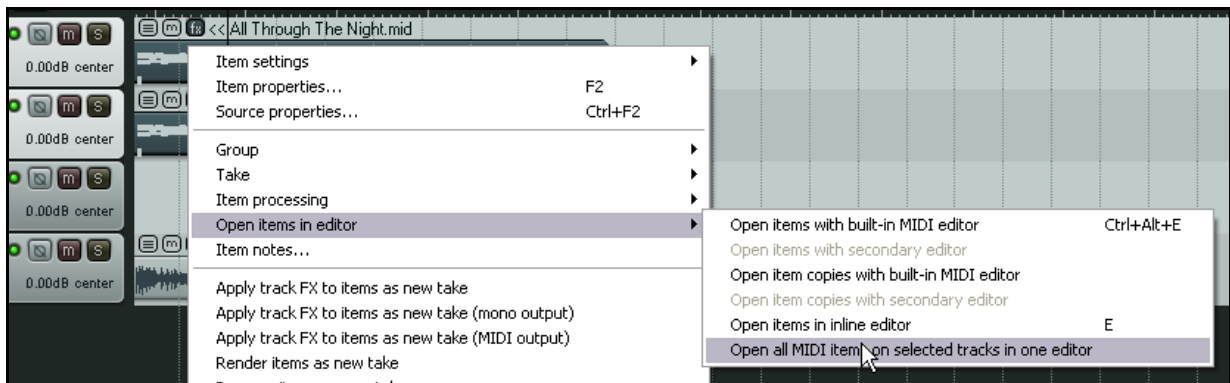 m << All Through The Night.mid
m S
0.00dB center
m
m S
0.00dB center
m S
0.00dB center
m
m S
0.00dB center
Item settings
Item properties... F2
Source properties... Ctrl+F2
Group
Take
Item processing
Open items in editor
Item notes...
Apply track FX to items as new take
Apply track FX to items as new take (mono output)
Apply track FX to items as new take (MIDI output)
Render items as new take
Open items with built-in MIDI editor Ctrl+Alt+E
Open items with secondary editor
Open item copies with built-in MIDI editor
Open item copies with secondary editor
Open items in inline editor E
Open all MIDI items on selected tracks in one editor